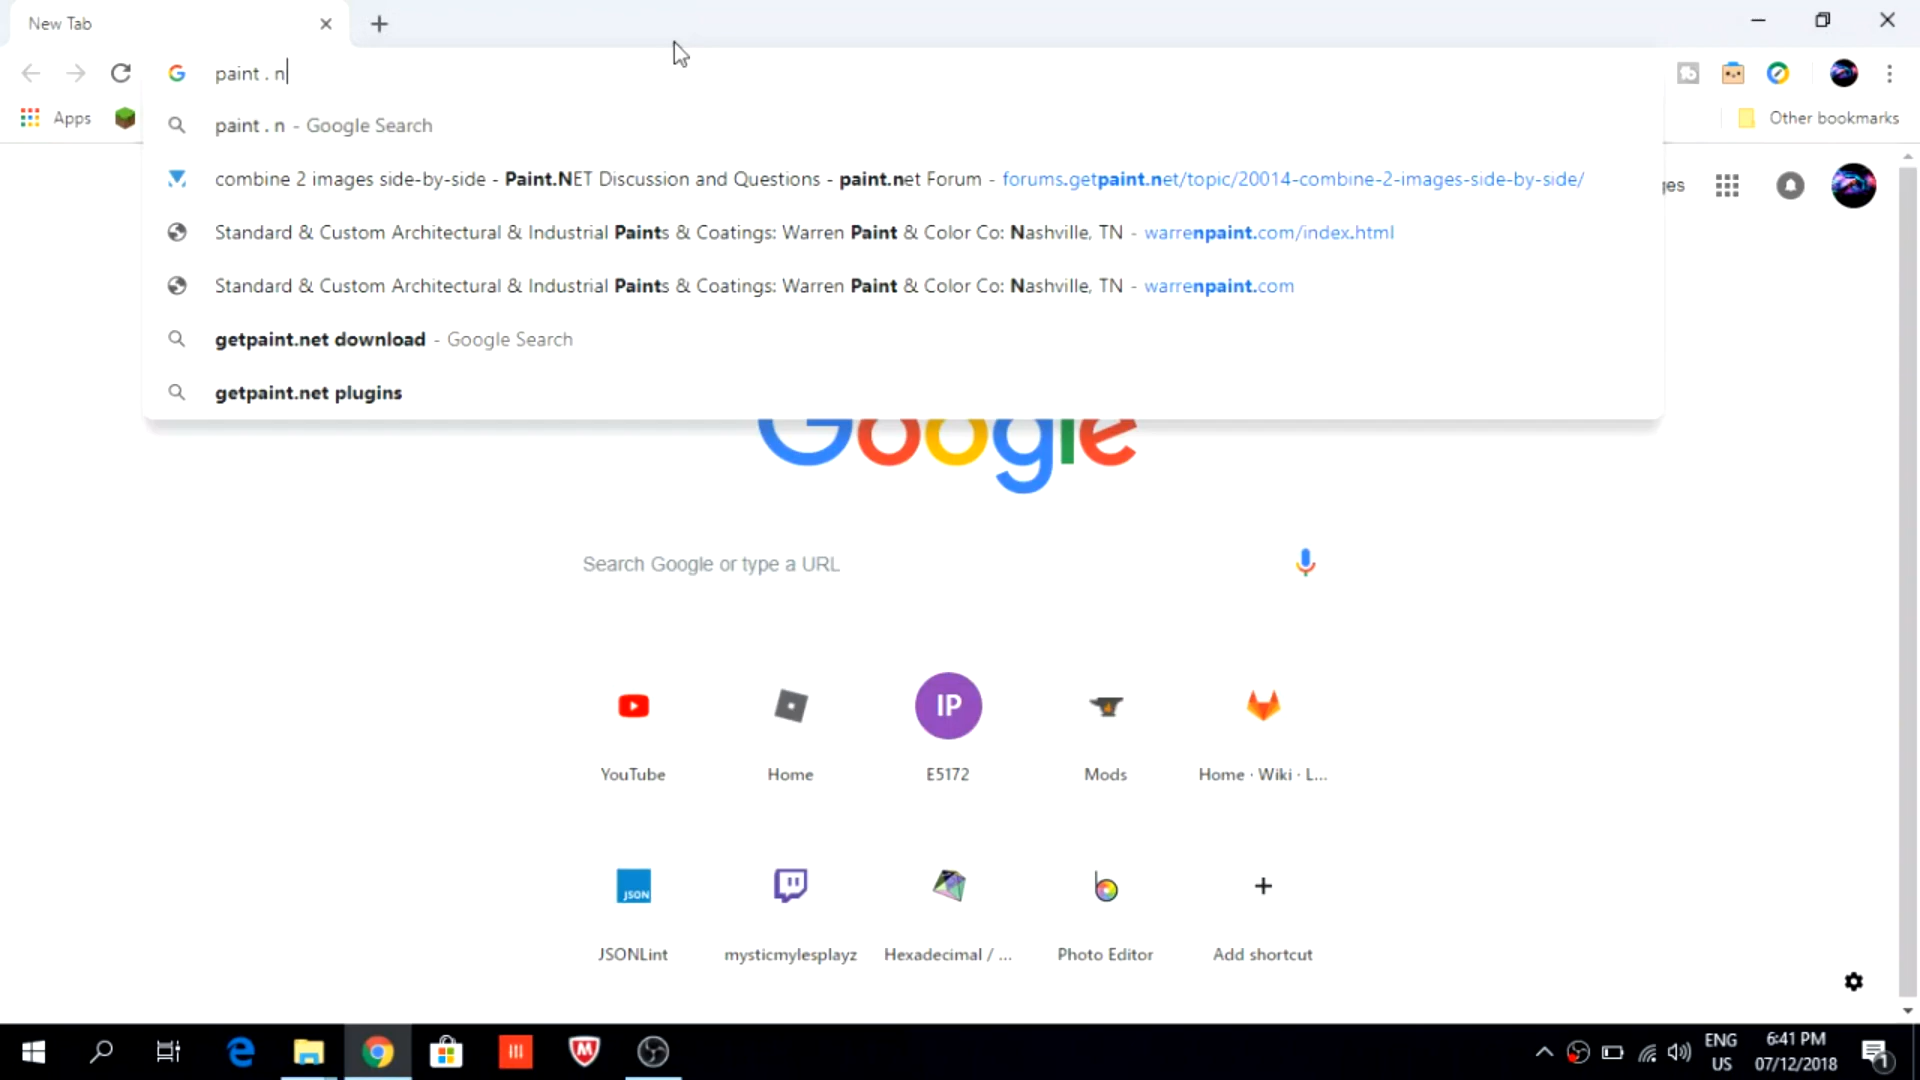 New Tab
paint . n
Apps
Other bookmarks
paint . n - Google Search
combine 2 images side-by-side - Paint.NET Discussion and Questions - paint.net Forum - forums.getpaint.net/topic/20014-combine-2-images-side-by-side/
ges
Standard & Custom Architectural & Industrial Paints & Coatings: Warren Paint & Color Co: Nashville, TN - warrenpaint.com/index.html
Standard & Custom Architectural & Industrial Paints & Coatings: Warren Paint & Color Co: Nashville, TN - warrenpaint.com
getpaint.net download - Google Search
getpaint.net plugins
Google
Search Google or type a URL
IP
YouTube
Home
E5172
Mods
Home · Wiki · L...
JSON
JSONLint
mysticmylesplayz
Hexadecimal / ...
Photo Editor
Add shortcut
ENG
US
6:41 PM
07/12/2018
1